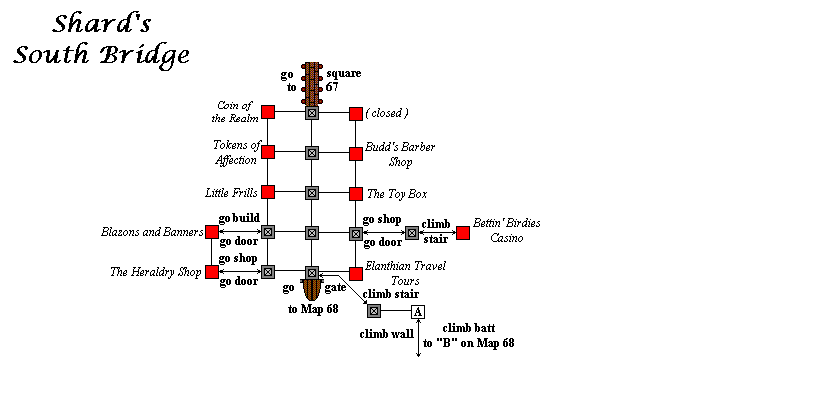 Shard's
South Bridge
go square
to 67
Coin of
the Realm
( closed )
Tokens of
Affection
Budd's Barber
Shop
Little Frills
The Toy Box
go build
go shop
climb
Bettin' Birdies
Casino
Blazons and Banners
go door
go door
stair
go shop
The Heraldry Shop
go door
Elanthian Travel
Tours
go gate
climb stair
to Map 68
A
climb wall
climb batt
to "B" on Map 68